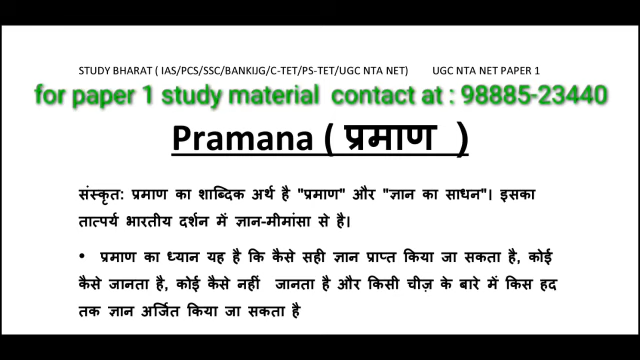 STUDY BHARAT ( IAS/PCS/SSC/BANKIJG/C-TET/PS-TET/UGC NTA NET) UGC NTA NET PAPER 1
for paper 1 study material contact at : 98885-23440
Pramana ( प्रमाण )
संस्कृत: प्रमाण का शाब्दिक अर्थ है "प्रमाण" और "ज्ञान का साधन"। इसका
तात्पर्य भारतीय दर्शन में ज्ञान-मीमांसा से है।
• प्रमाण का ध्यान यह है कि कैसे सही ज्ञान प्राप्त किया जा सकता है, कोई
कैसे जानता है, कोई कैसे नहीं जानता है और किसी चीज़ के बारे में किस हद
तक ज्ञान अर्जित किया जा सकता है